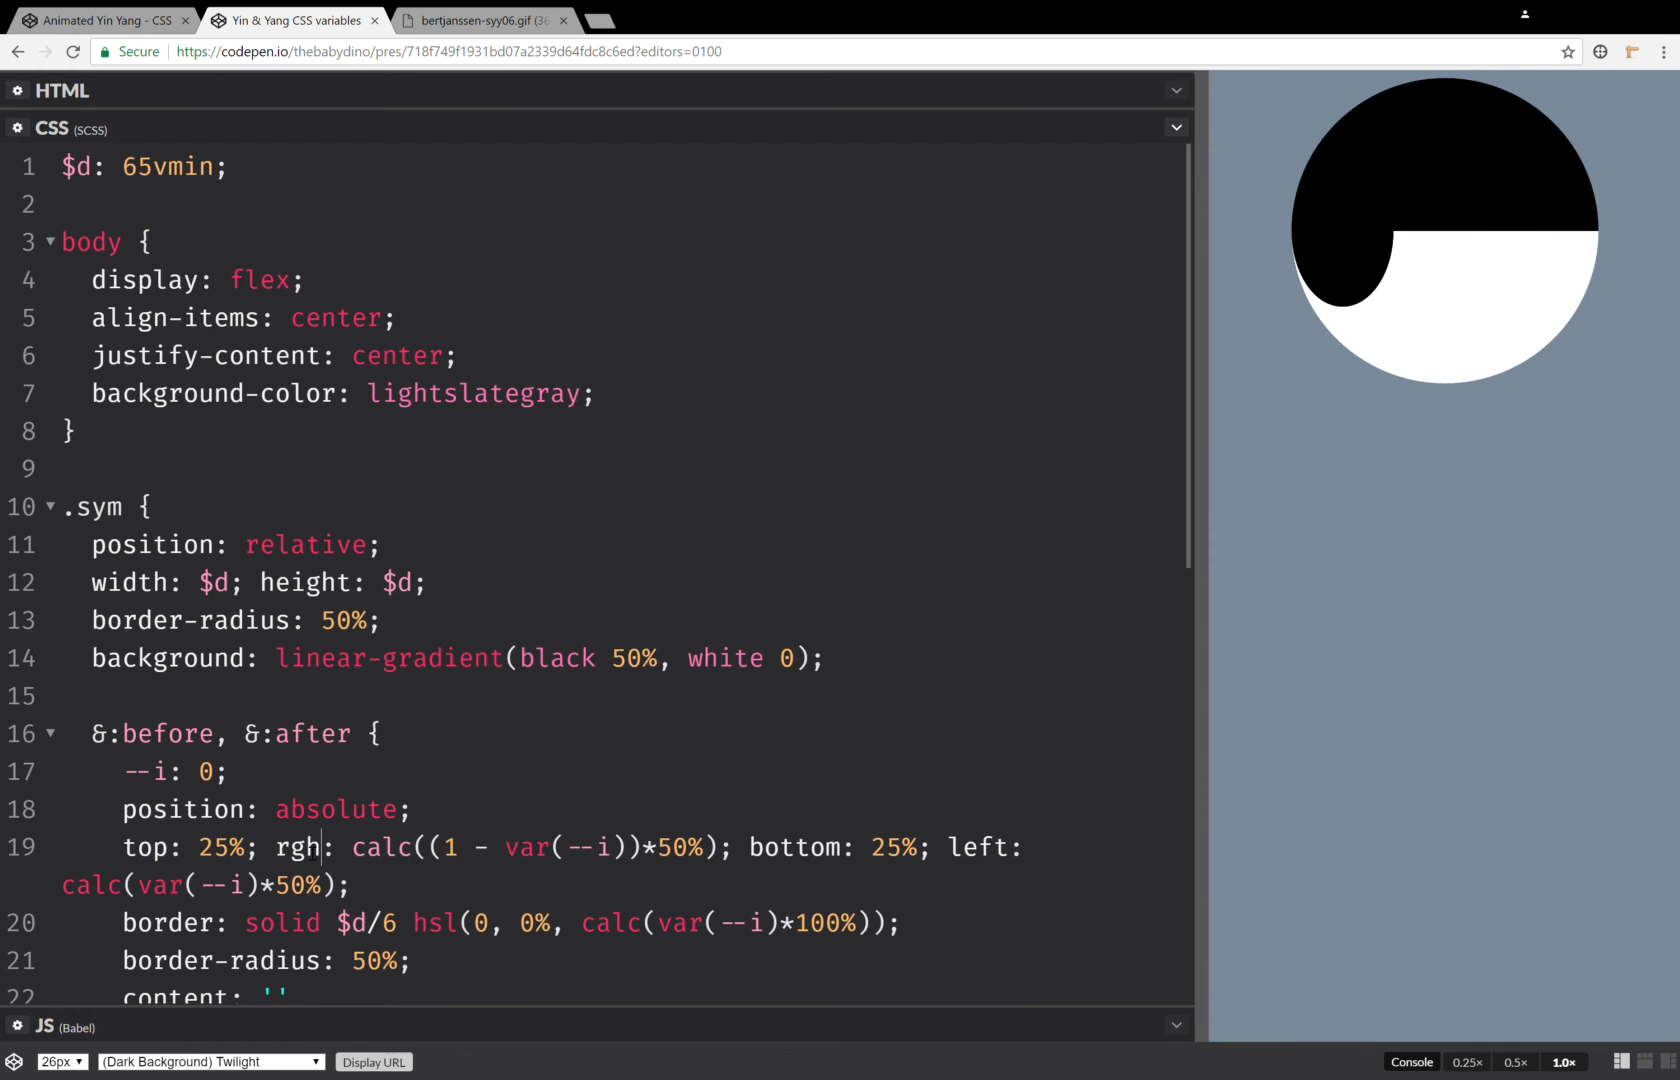 Animated Yin Yang - CSS
Yin & Yang CSS variables
bertjanssen-syy06.gif (36
Secure
https://codepen.io/thebabydino/pres/718f749f1931bd07a2339d64fdc8c6ed?editors=0100
HTML
CSS (SCSS)
1 $d: 65vmin;
2
3 body {
4 display: flex;
5 align-items: center;
6 justify-content: center;
7 background-color: lightslategray;
8 }
9
10 .sym {
11 position: relative;
12 width: $d; height: $d;
13 border-radius: 50%;
14 background: linear-gradient(black 50%, white 0);
15
16 &:before, &:after {
17 --i: 0;
18 position: absolute;
19 top: 25%; rgh: calc((1 - var(--i))*50%); bottom: 25%; left:
calc(var(--i)*50%);
20 border: solid $d/6 hsl(0, 0%, calc(var(--i)*100%));
21 border-radius: 50%;
22 content: ''
JS (Babel)
26px
(Dark Background) Twilight
Display URL
Console
0.25×
0.5×
1.0×